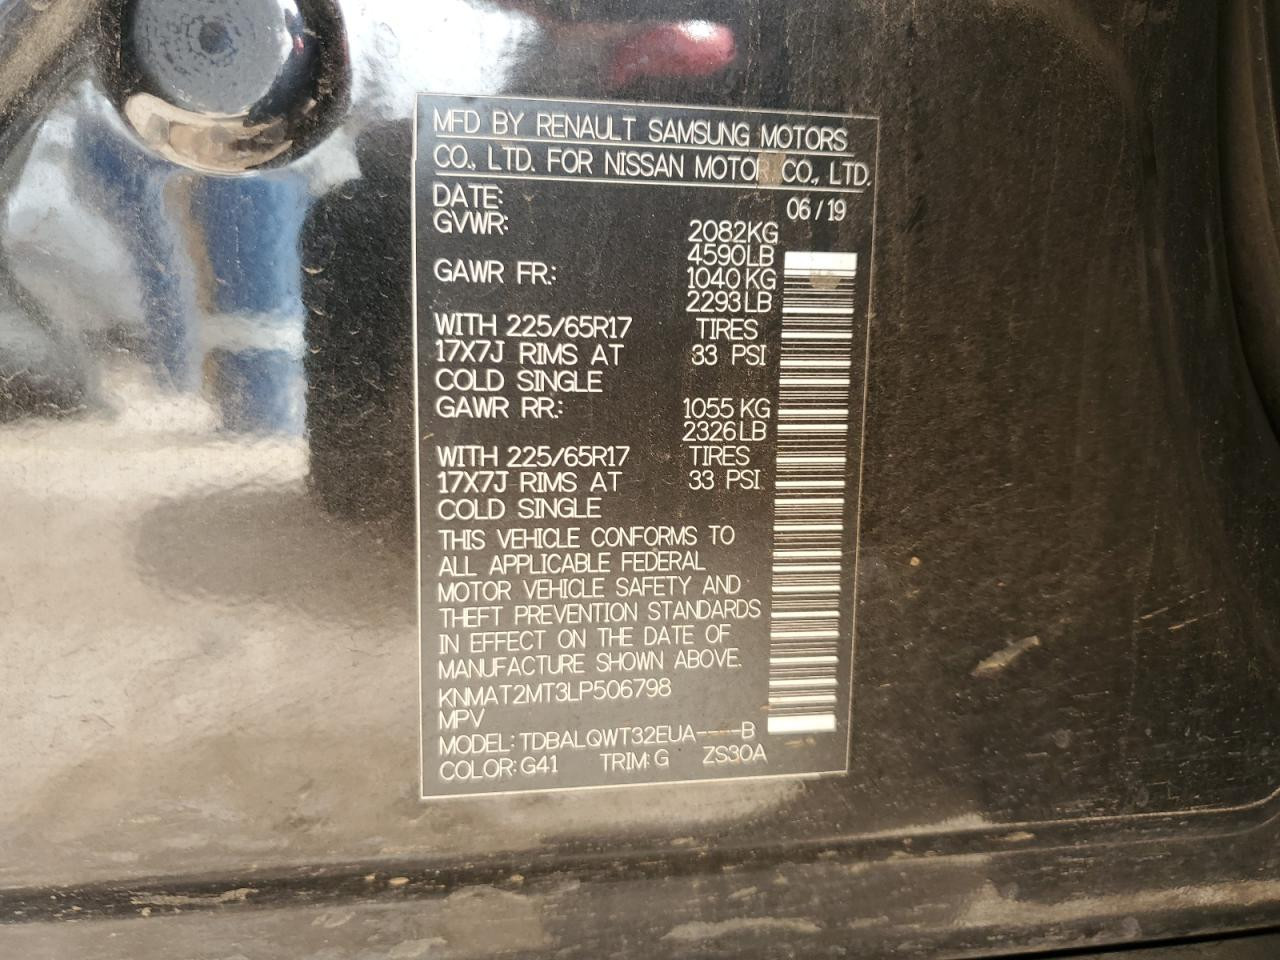 MFD BY RENAULT SAMSUNG MOTORS
CO., LTD. FOR NISSAN MOTOR CO., LTD.
DATE: 06/19
GVWR: 2082KG
4590LB
GAWR FR.: 1040KG
2293LB
WITH 225/65R17 TIRES
17X7J RIMS AT 33 PSI
COLD SINGLE
GAWR RR.: 1055KG
2326LB
WITH 225/65R17 TIRES
17X7J RIMS AT 33 PSI
COLD SINGLE
THIS VEHICLE CONFORMS TO
ALL APPLICABLE FEDERAL
MOTOR VEHICLE SAFETY AND
THEFT PREVENTION STANDARDS
IN EFFECT ON THE DATE OF
MANUFACTURE SHOWN ABOVE.
KNMAT2MT3LP506798
MPV
MODEL: TDBALQWT32EUA----B
COLOR: G41 TRIM: G ZS30A